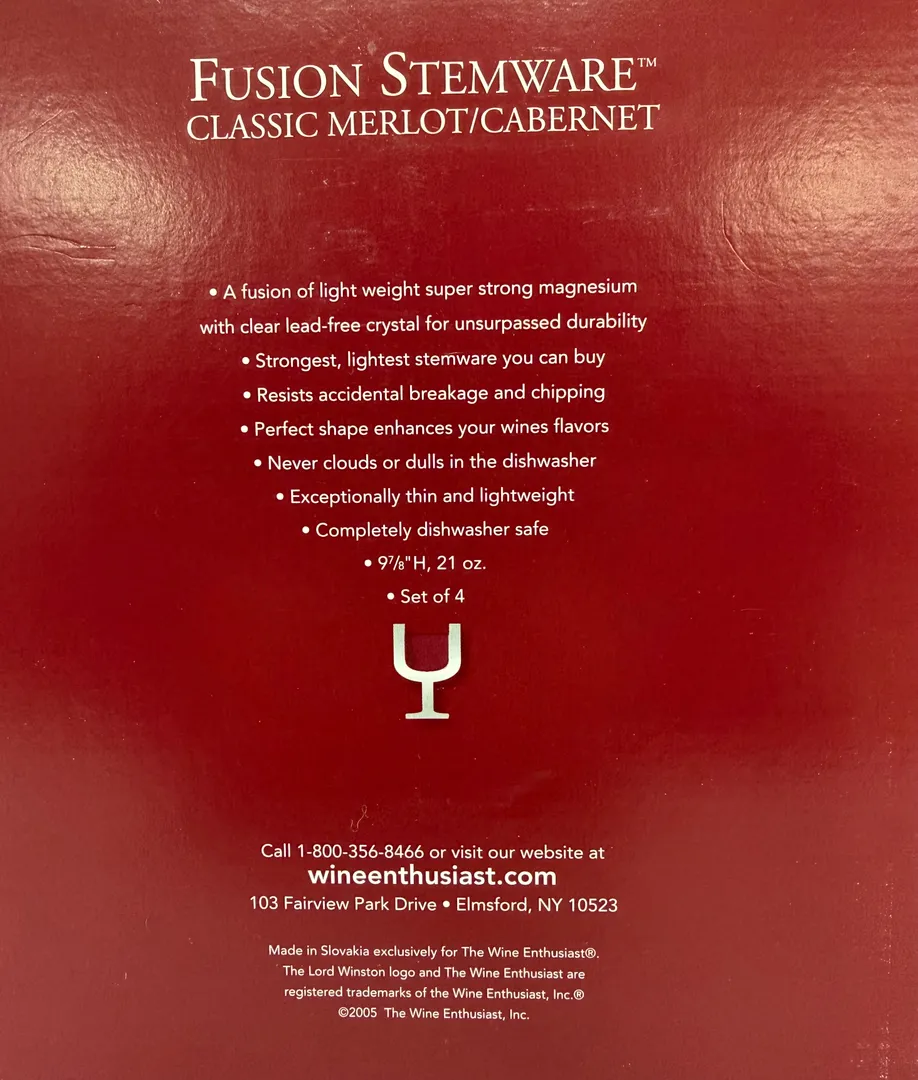 FUSION STEMWARE™
CLASSIC MERLOT/CABERNET
• A fusion of light weight super strong magnesium
with clear lead-free crystal for unsurpassed durability
• Strongest, lightest stemware you can buy
• Resists accidental breakage and chipping
• Perfect shape enhances your wines flavors
• Never clouds or dulls in the dishwasher
• Exceptionally thin and lightweight
• Completely dishwasher safe
• 9⅞"H, 21 oz.
• Set of 4
Call 1-800-356-8466 or visit our website at
wineenthusiast.com
103 Fairview Park Drive • Elmsford, NY 10523
Made in Slovakia exclusively for The Wine Enthusiast®.
The Lord Winston logo and The Wine Enthusiast are
registered trademarks of the Wine Enthusiast, Inc.®
©2005 The Wine Enthusiast, Inc.